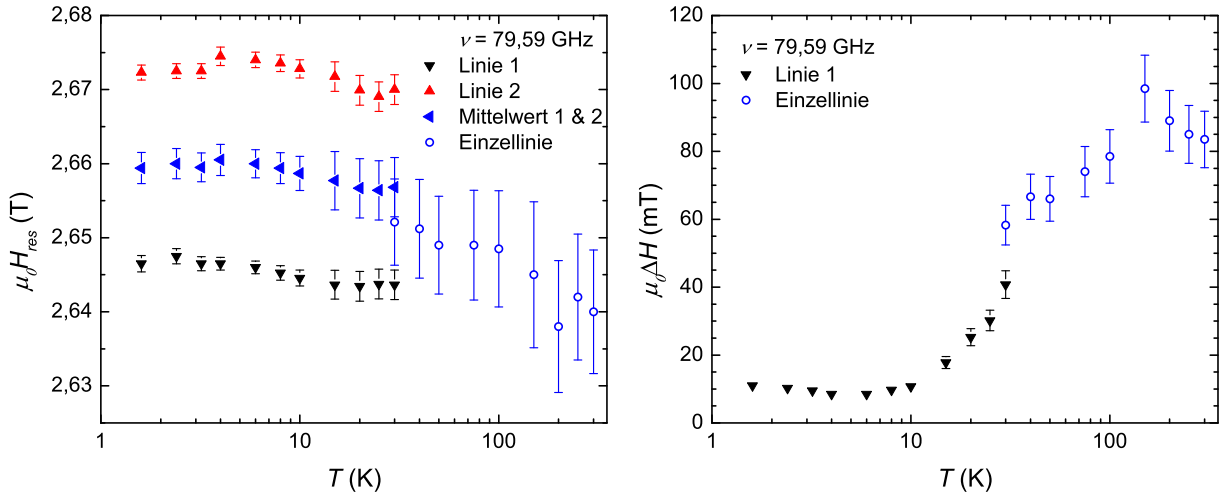 2,68
2,67
2,66
2,65
2,64
2,63
μ₀H_res (T)
ν = 79,59 GHz
Linie 1
Linie 2
Mittelwert 1 & 2
Einzellinie
1
10
100
T (K)
120
100
80
60
40
20
0
μ₀ΔH (mT)
ν = 79,59 GHz
Linie 1
Einzellinie
1
10
100
T (K)